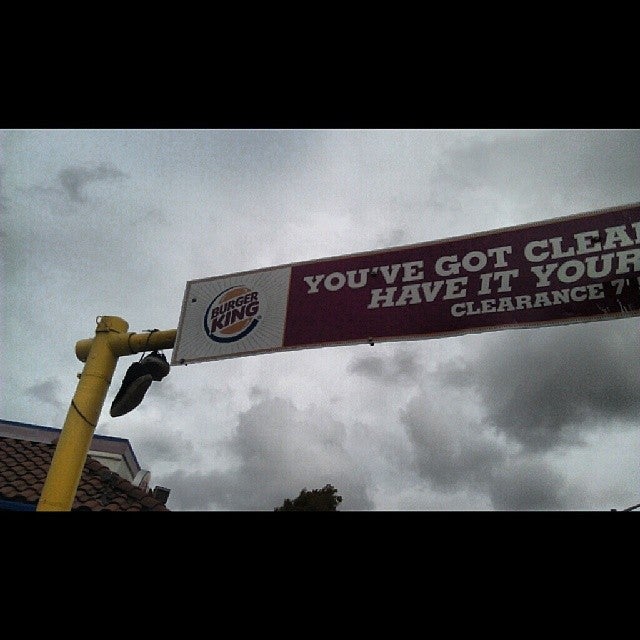 BURGER
KING
YOU'VE GOT CLEA
HAVE IT YOUR
CLEARANCE 7'